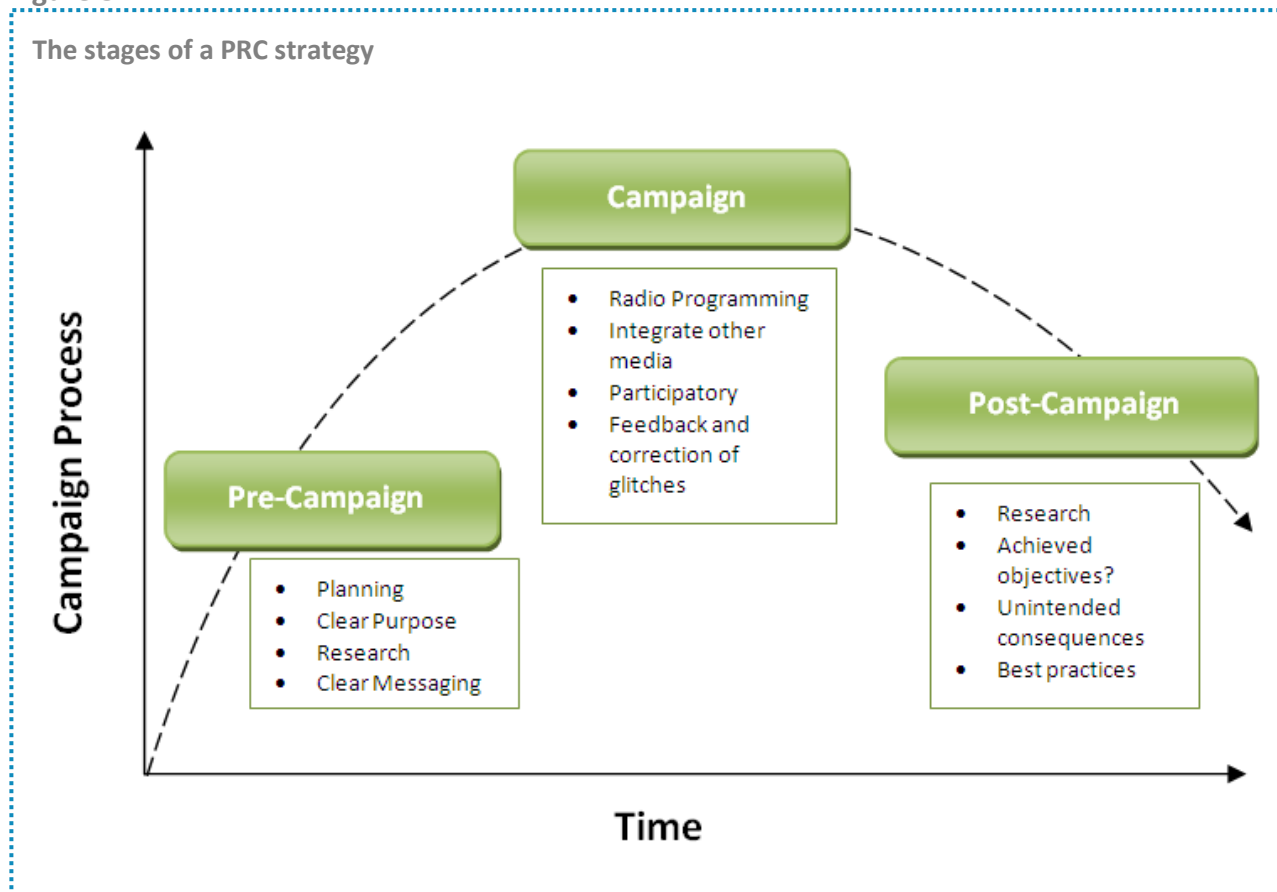 The stages of a PRC strategy
Campaign
• Radio Programming
• Integrate other
media
• Participatory
• Feedback and
correction of
glitches
Post-Campaign
• Research
• Achieved
objectives?
• Unintended
consequences
• Best practices
Pre-Campaign
• Planning
• Clear Purpose
• Research
• Clear Messaging
Campaign Process
Time